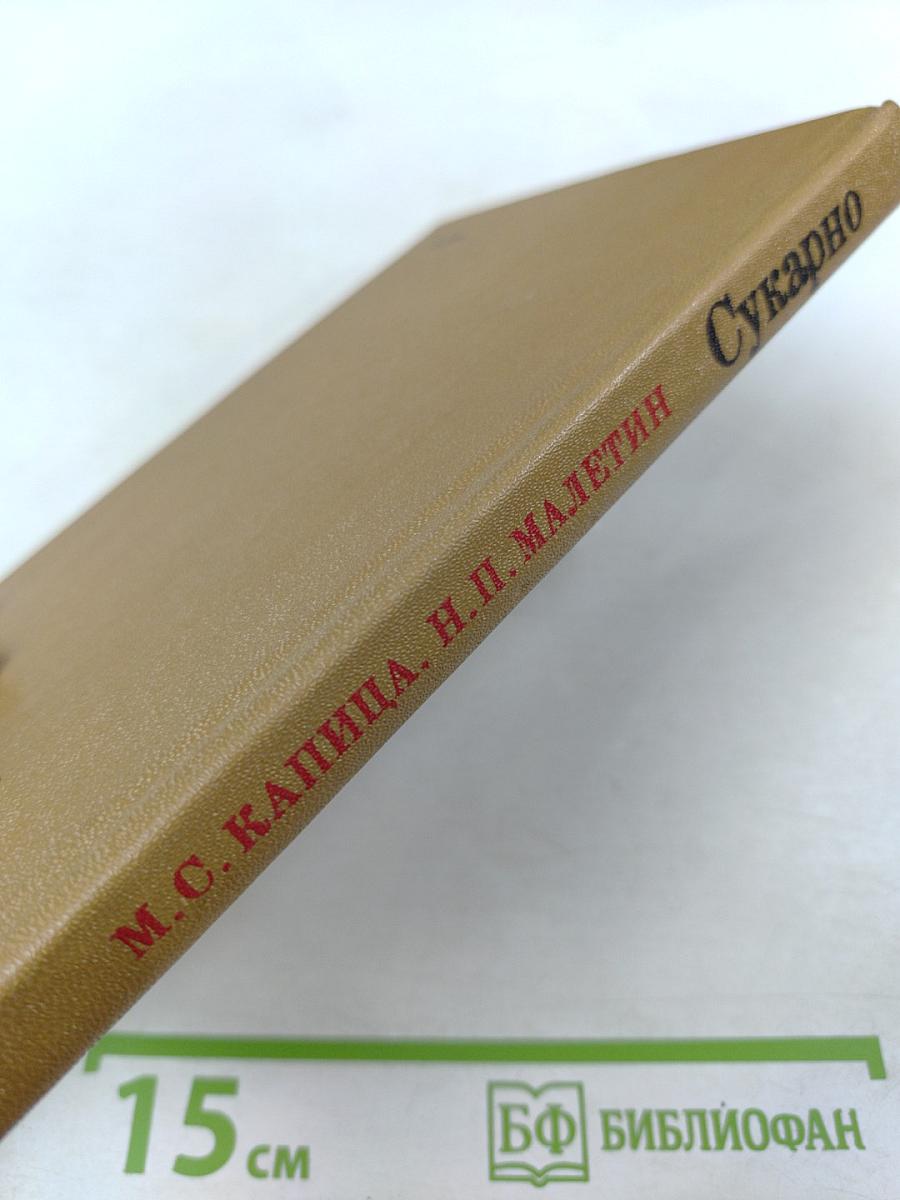 М.С. КАПИЦА, Н.П. МАЛЕТИН Сукарно
15 см
БФ БИБЛИОФАН